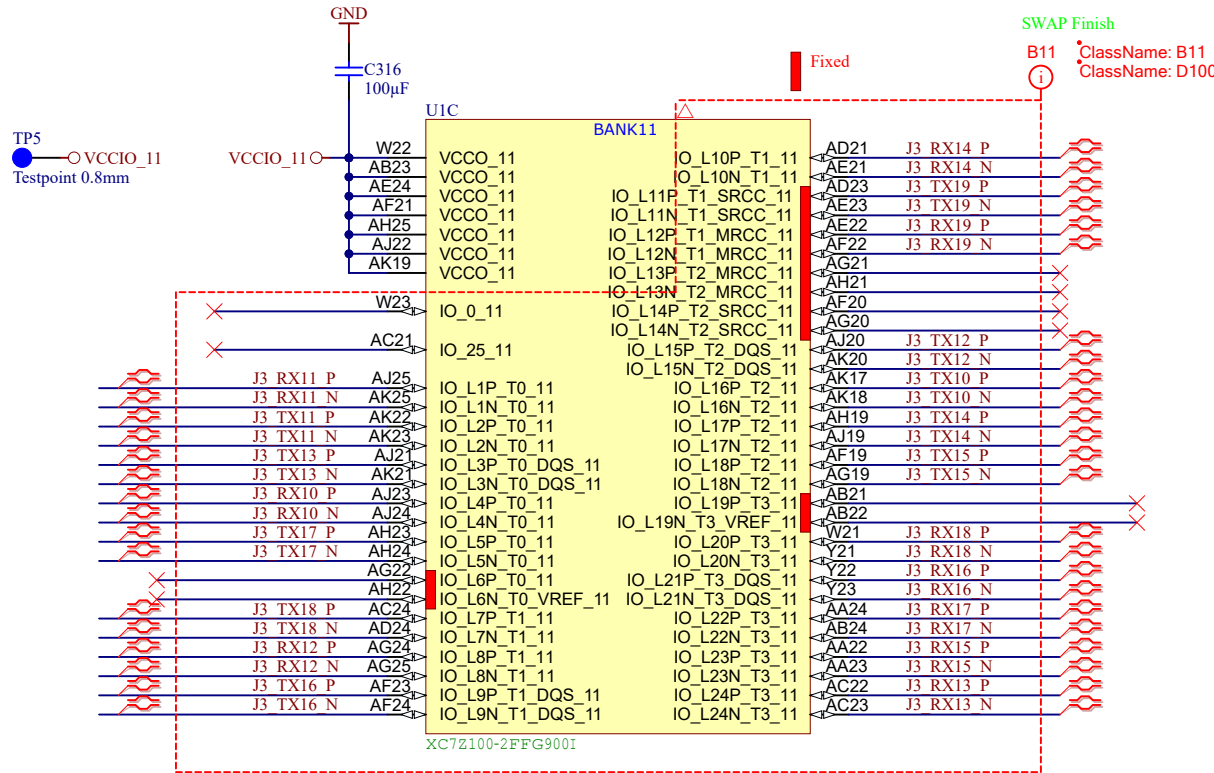 GND
SWAP Finish
C316
100µF
Fixed
B11
ClassName: B11
ClassName: D100
i
U1C
BANK11
TP5
VCCIO_11
Testpoint 0.8mm
VCCIO_11
W22 VCCO_11
AB23 VCCO_11
AE24 VCCO_11
AF21 VCCO_11
AH25 VCCO_11
AJ22 VCCO_11
AK19 VCCO_11
W23 IO_0_11
AC21 IO_25_11
J3_RX11_P AJ25 IO_L1P_T0_11
J3_RX11_N AK25 IO_L1N_T0_11
J3_TX11_P AK22 IO_L2P_T0_11
J3_TX11_N AK23 IO_L2N_T0_11
J3_TX13_P AJ21 IO_L3P_T0_DQS_11
J3_TX13_N AK21 IO_L3N_T0_DQS_11
J3_RX10_P AJ23 IO_L4P_T0_11
J3_RX10_N AJ24 IO_L4N_T0_11
J3_TX17_P AH23 IO_L5P_T0_11
J3_TX17_N AH24 IO_L5N_T0_11
AG22 IO_L6P_T0_11
AH22 IO_L6N_T0_VREF_11
J3_TX18_P AC24 IO_L7P_T1_11
J3_TX18_N AD24 IO_L7N_T1_11
J3_RX12_P AG24 IO_L8P_T1_11
J3_RX12_N AG25 IO_L8N_T1_11
J3_TX16_P AF23 IO_L9P_T1_DQS_11
J3_TX16_N AF24 IO_L9N_T1_DQS_11
IO_L10P_T1_11 AD21 J3_RX14_P
IO_L10N_T1_11 AE21 J3_RX14_N
IO_L11P_T1_SRCC_11 AD23 J3_TX19_P
IO_L11N_T1_SRCC_11 AE23 J3_TX19_N
IO_L12P_T1_MRCC_11 AE22 J3_RX19_P
IO_L12N_T1_MRCC_11 AF22 J3_RX19_N
IO_L13P_T2_MRCC_11 AG21
IO_L13N_T2_MRCC_11 AH21
IO_L14P_T2_SRCC_11 AF20
IO_L14N_T2_SRCC_11 AG20
IO_L15P_T2_DQS_11 AJ20 J3_TX12_P
IO_L15N_T2_DQS_11 AK20 J3_TX12_N
IO_L16P_T2_11 AK17 J3_TX10_P
IO_L16N_T2_11 AK18 J3_TX10_N
IO_L17P_T2_11 AH19 J3_TX14_P
IO_L17N_T2_11 AJ19 J3_TX14_N
IO_L18P_T2_11 AF19 J3_TX15_P
IO_L18N_T2_11 AG19 J3_TX15_N
IO_L19P_T3_11 AB21
IO_L19N_T3_VREF_11 AB22
IO_L20P_T3_11 W21 J3_RX18_P
IO_L20N_T3_11 Y21 J3_RX18_N
IO_L21P_T3_DQS_11 Y22 J3_RX16_P
IO_L21N_T3_DQS_11 Y23 J3_RX16_N
IO_L22P_T3_11 AA24 J3_RX17_P
IO_L22N_T3_11 AB24 J3_RX17_N
IO_L23P_T3_11 AA22 J3_RX15_P
IO_L23N_T3_11 AA23 J3_RX15_N
IO_L24P_T3_11 AC22 J3_RX13_P
IO_L24N_T3_11 AC23 J3_RX13_N
XC7Z100-2FFG900I